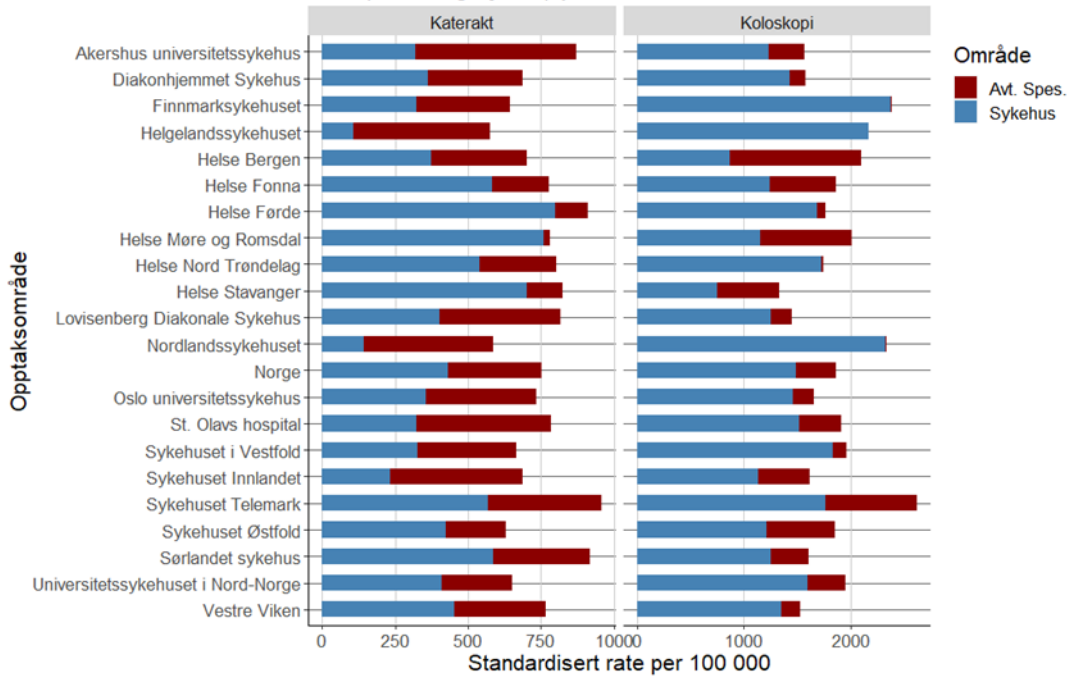 Katerakt
Koloskopi
Område
Avt. Spes.
Sykehus
Opptaksområde
Akershus universitetssykehus
Diakonhjemmet Sykehus
Finnmarksykehuset
Helgelandssykehuset
Helse Bergen
Helse Fonna
Helse Førde
Helse Møre og Romsdal
Helse Nord Trøndelag
Helse Stavanger
Lovisenberg Diakonale Sykehus
Nordlandssykehuset
Norge
Oslo universitetssykehus
St. Olavs hospital
Sykehuset i Vestfold
Sykehuset Innlandet
Sykehuset Telemark
Sykehuset Østfold
Sørlandet sykehus
Universitetssykehuset i Nord-Norge
Vestre Viken
0 250 500 750 1000 0 1000 2000
Standardisert rate per 100 000